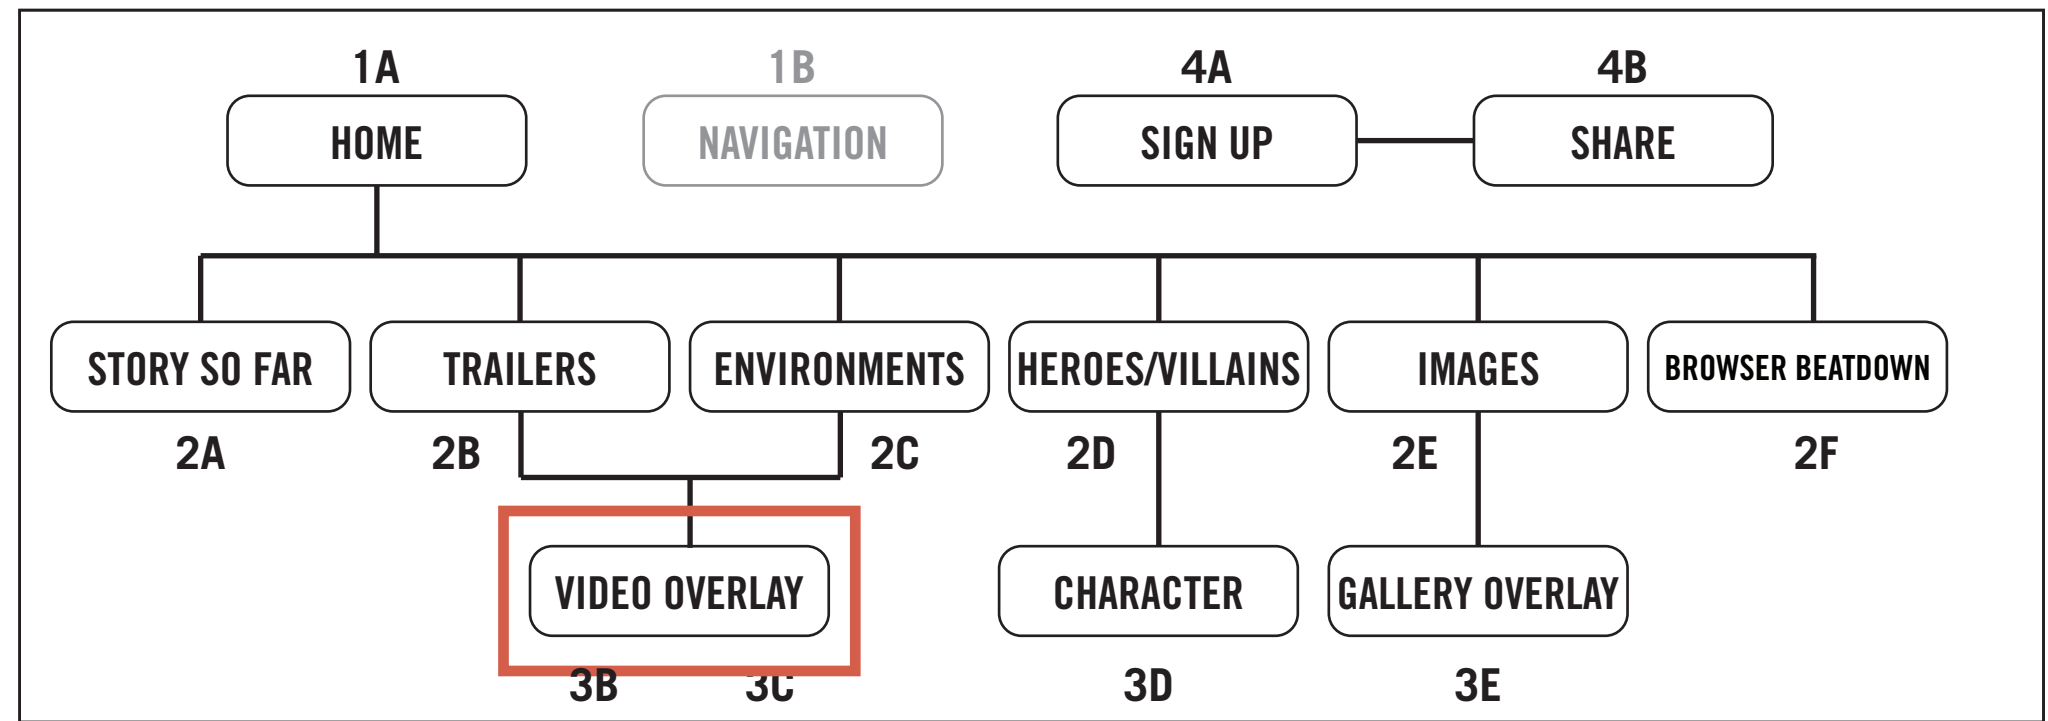 1A
1B
4A
4B
HOME
NAVIGATION
SIGN UP
SHARE
STORY SO FAR
TRAILERS
ENVIRONMENTS
HEROES/VILLAINS
IMAGES
BROWSER BEATDOWN
2A
2B
2C
2D
2E
2F
VIDEO OVERLAY
CHARACTER
GALLERY OVERLAY
3B
3C
3D
3E